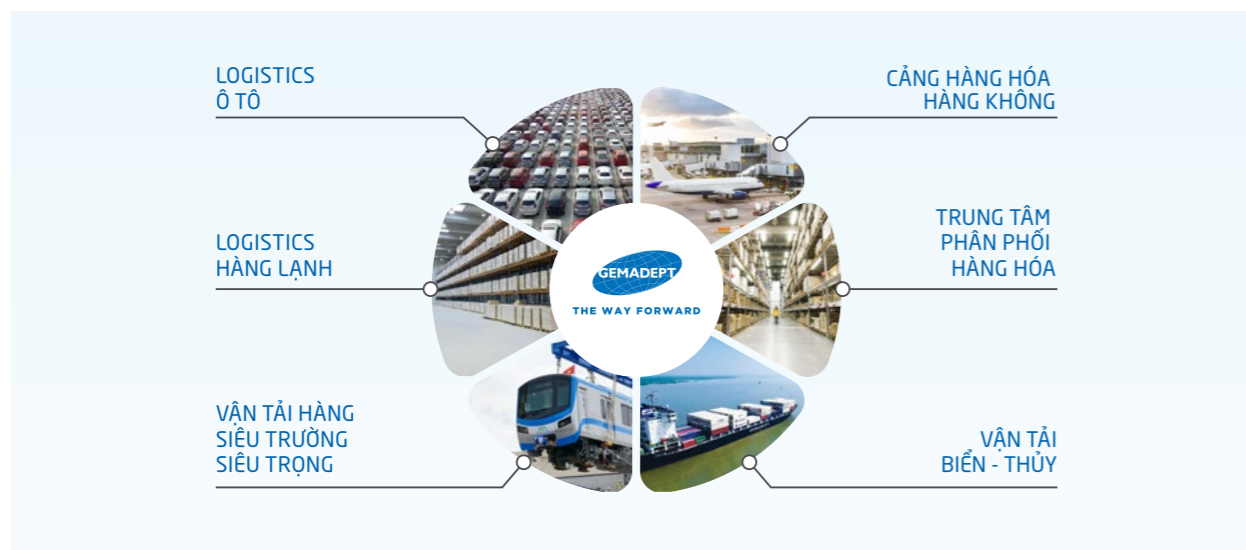 LOGISTICS
Ô TÔ
CẢNG HÀNG HÓA
HÀNG KHÔNG
LOGISTICS
HÀNG LẠNH
TRUNG TÂM
PHÂN PHỐI
HÀNG HÓA
GEMADEPT
THE WAY FORWARD
VẬN TẢI HÀNG
SIÊU TRƯỜNG
SIÊU TRỌNG
VẬN TẢI
BIỂN - THỦY